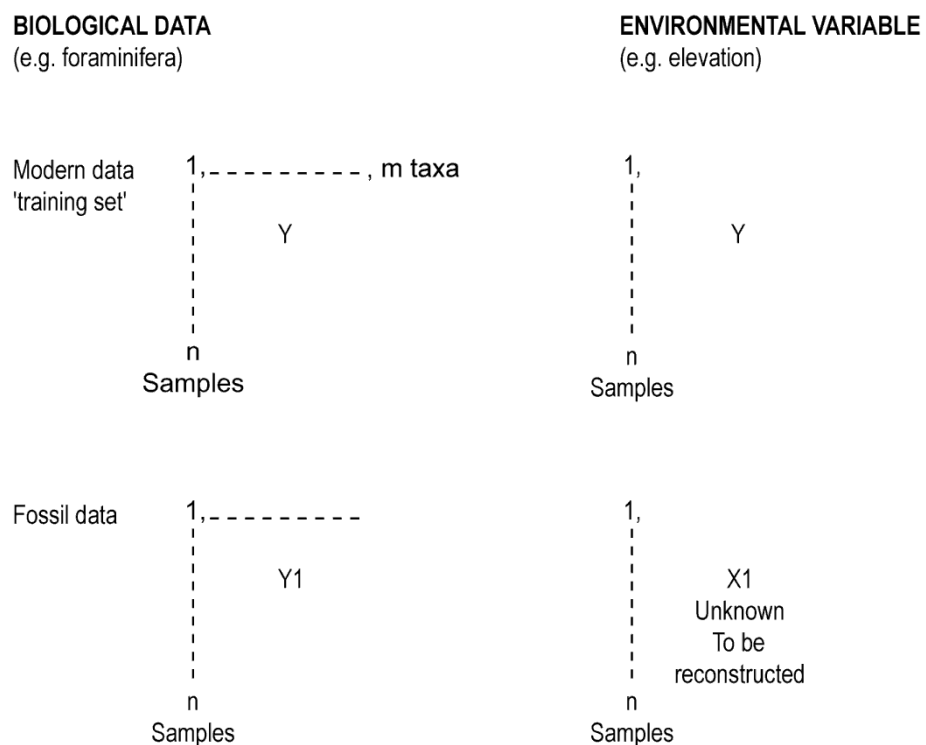 BIOLOGICAL DATA
(e.g. foraminifera)
ENVIRONMENTAL VARIABLE
(e.g. elevation)
Modern data
'training set'
1, , m taxa
Y
n
Samples
1,
Y
n
Samples
Fossil data
1,
Y1
n
Samples
1,
X1
Unknown
To be
reconstructed
n
Samples